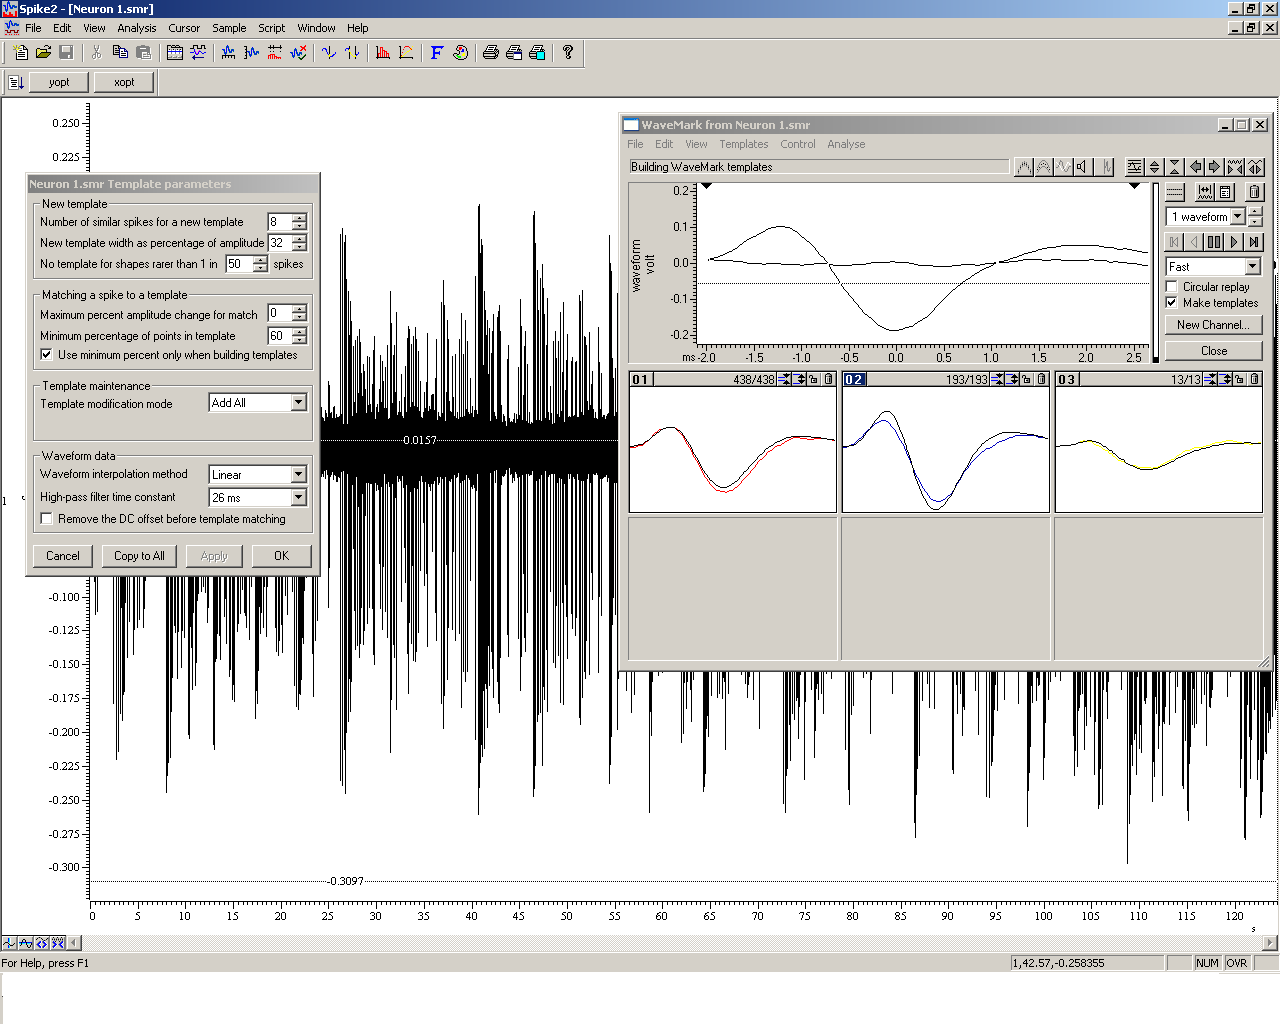 Spike2 - [Neuron 1.smr]
File Edit View Analysis Cursor Sample Script Window Help
yopt xopt
0.250
0.225
Neuron 1.smr Template parameters
New template
Number of similar spikes for a new template 8
New template width as percentage of amplitude 32
No template for shapes rarer than 1 in 50 spikes
Matching a spike to a template
Maximum percent amplitude change for match 0
Minimum percentage of points in template 60
Use minimum percent only when building templates
Template maintenance
Template modification mode Add All
Waveform data
Waveform interpolation method Linear
High-pass filter time constant 26 ms
Remove the DC offset before template matching
Cancel Copy to All Apply OK
1
0.0157
WaveMark from Neuron 1.smr
File Edit View Templates Control Analyse
Building WaveMark templates
waveform
volt
0.2
0.1
0.0
-0.1
-0.2
ms -2.0 -1.5 -1.0 -0.5 0.0 0.5 1.0 1.5 2.0 2.5
1 waveform
Fast
Circular replay
Make templates
New Channel...
Close
01 438/438
02 193/193
03 13/13
-0.100
-0.125
-0.150
-0.175
-0.200
-0.225
-0.250
-0.275
-0.300
-0.3097
0 5 10 15 20 25 30 35 40 45 50 55 60 65 70 75 80 85 90 95 100 105 110 115 120
s
For Help, press F1
1,42.57,-0.258355
NUM OVR